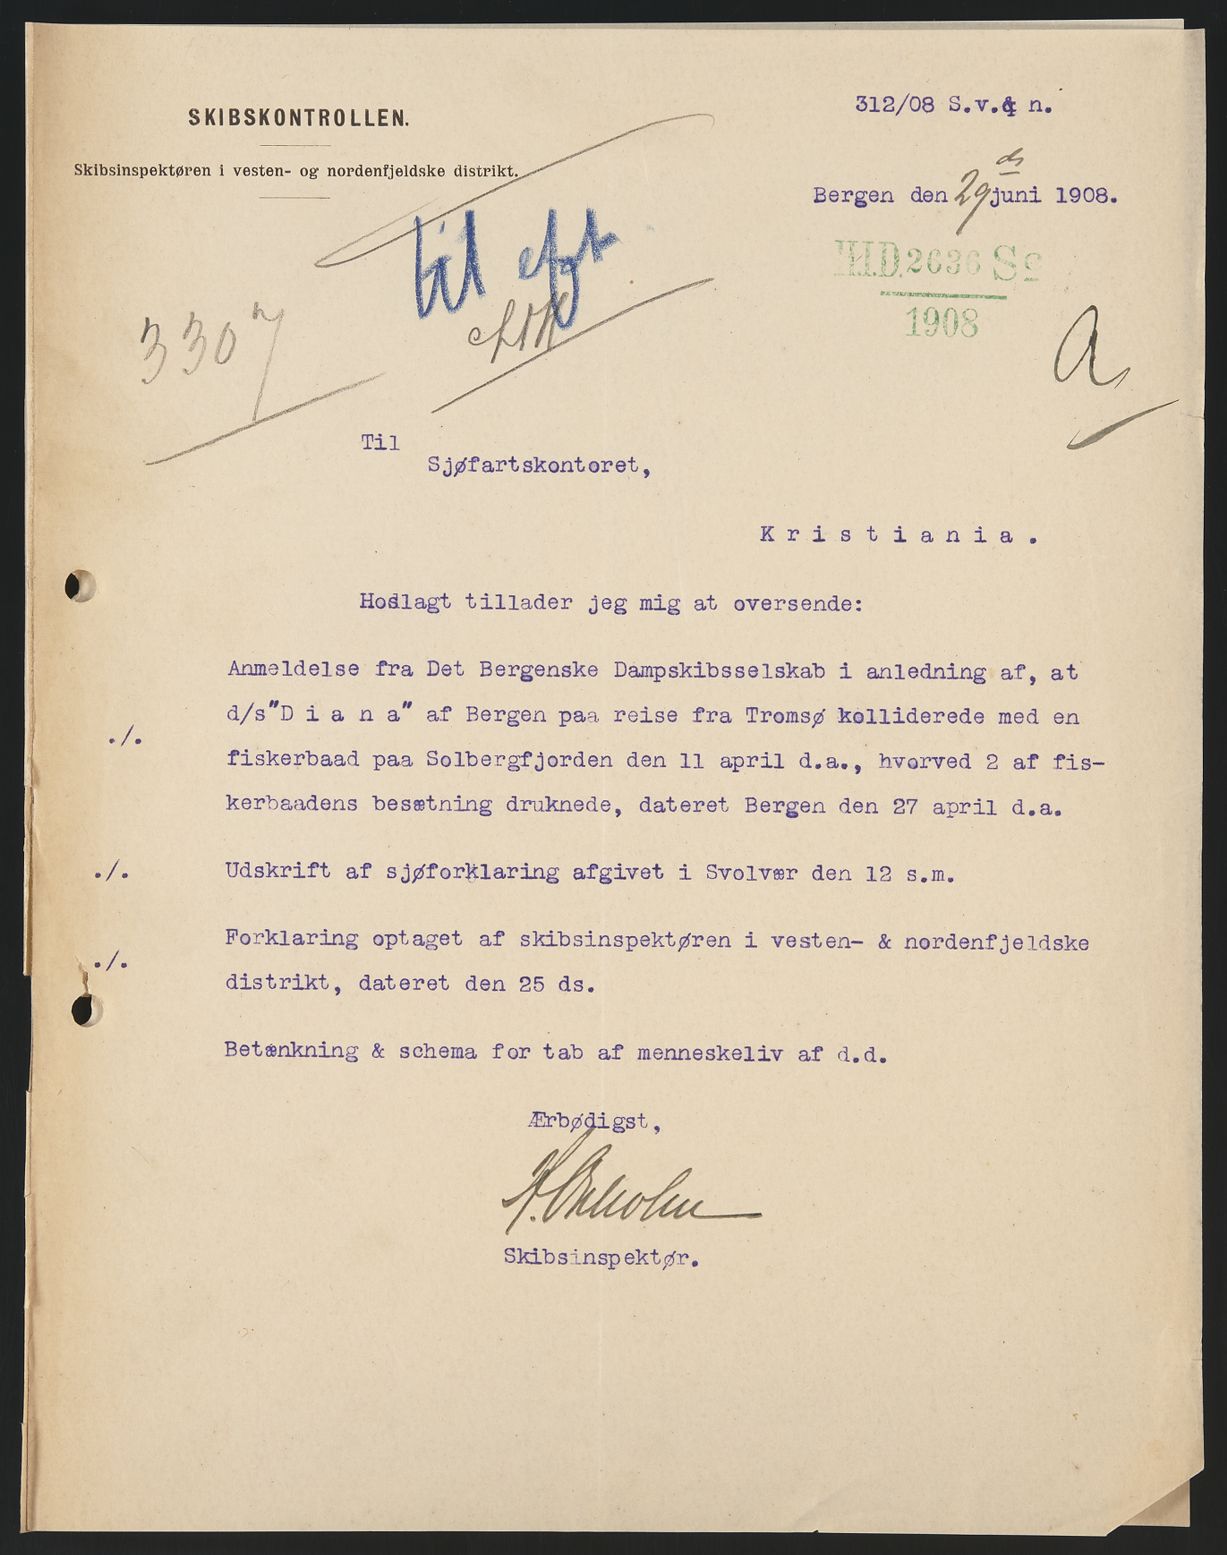 SKIBSKONTROLLEN.
Skibsinspektøren i vesten- og nordenfjeldske distrikt.
312/08 S.v.& n.
Bergen den 29 ds juni 1908.
H.D. 2636 Sc
1908
til
3307
a
Til
Sjøfartskontoret,
Kristiania.
Hoslagt tillader jeg mig at oversende:
Anmeldelse fra Det Bergenske Dampskibsselskab i anledning af, at
d/s"D i a n a" af Bergen paa reise fra Tromsø kolliderede med en
./.
fiskerbaad paa Solbergfjorden den 11 april d.a., hvorved 2 af fis-
kerbaadens besætning druknede, dateret Bergen den 27 april d.a.
./. Udskrift af sjøforklaring afgivet i Svolvær den 12 s.m.
Forklaring optaget af skibsinspektøren i vesten- & nordenfjeldske
./.
distrikt, dateret den 25 ds.
Betænkning & schema for tab af menneskeliv af d.d.
Ærbødigst,
Skibsinspektør.